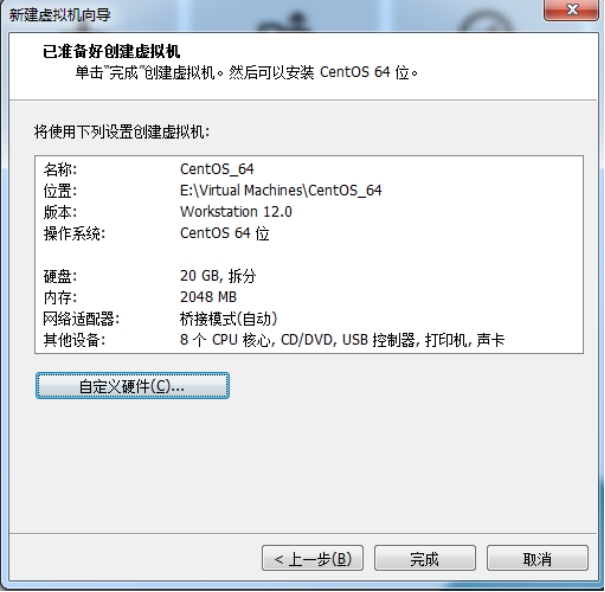 新建虚拟机向导
已准备好创建虚拟机
单击“完成”创建虚拟机。然后可以安装 CentOS 64 位。
将使用下列设置创建虚拟机:
名称: CentOS_64
位置: E:\Virtual Machines\CentOS_64
版本: Workstation 12.0
操作系统: CentOS 64 位
硬盘: 20 GB, 拆分
内存: 2048 MB
网络适配器: 桥接模式(自动)
其他设备: 8 个 CPU 核心, CD/DVD, USB 控制器, 打印机, 声卡
自定义硬件(C)...
< 上一步(B) 完成 取消